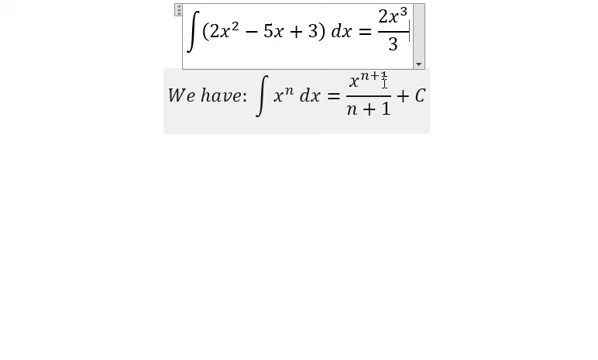 ∫(2x² − 5x + 3) dx = 2x³/3
We have: ∫xⁿ dx = xⁿ⁺¹/(n + 1) + C